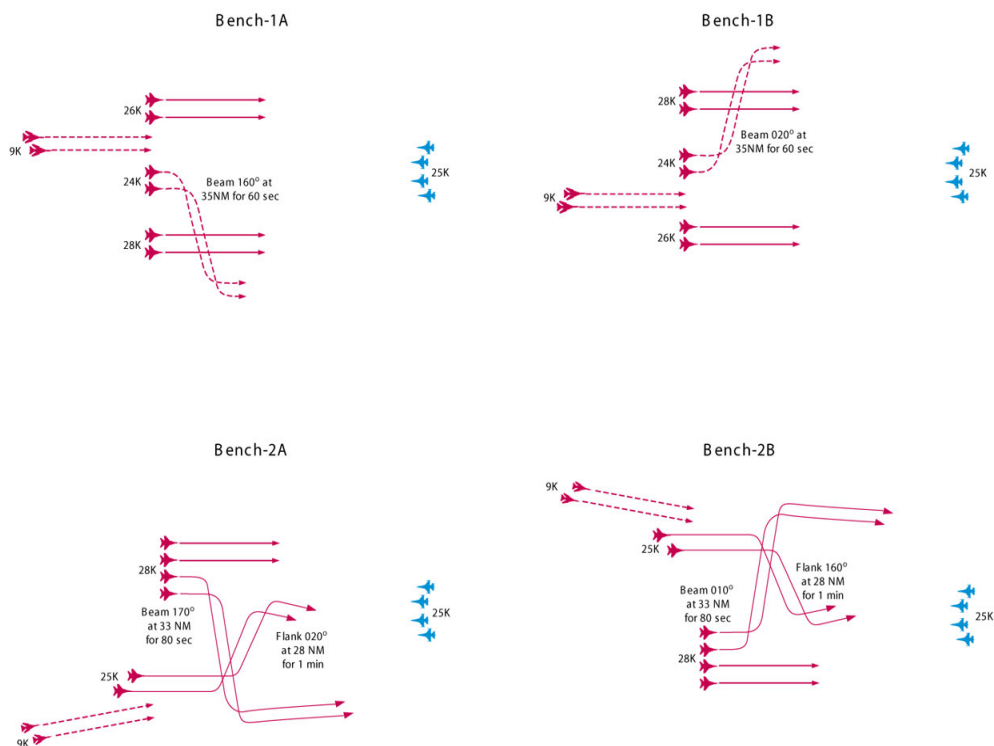 Bench-1A
26K
9K
24K
Beam 160° at
35NM for 60 sec
28K
25K
Bench-1B
28K
Beam 020° at
35NM for 60 sec
24K
9K
26K
25K
Bench-2A
28K
Beam 170°
at 33 NM
for 80 sec
Flank 020°
at 28 NM
for 1 min
25K
25K
9K
Bench-2B
9K
25K
Flank 160°
at 28 NM
for 1 min
Beam 010°
at 33 NM
for 80 sec
28K
25K